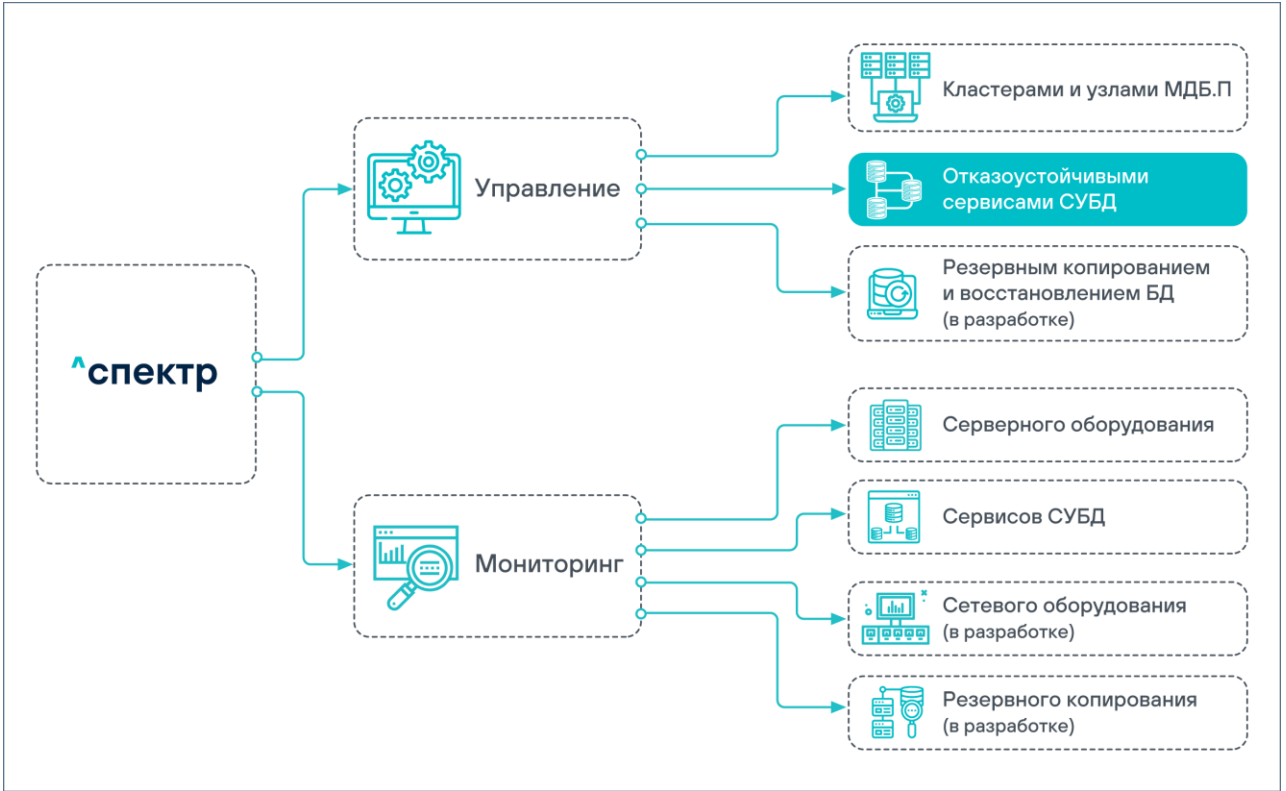 ^спектр
Управление
Кластерами и узлами МДБ.П
Отказоустойчивыми
сервисами СУБД
Резервным копированием
и восстановлением БД
(в разработке)
Мониторинг
Серверного оборудования
Сервисов СУБД
Сетевого оборудования
(в разработке)
Резервного копирования
(в разработке)